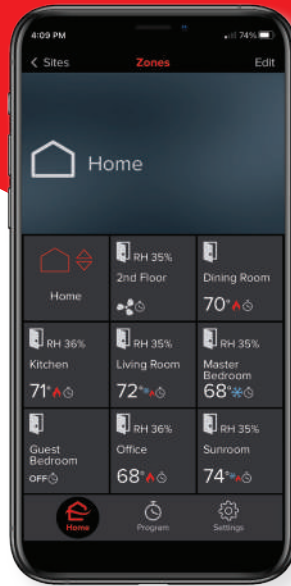 4:09 PM
74%
Sites
Zones
Edit
Home
Home
RH 35%
2nd Floor
Dining Room
70°
RH 36%
Kitchen
71°
RH 35%
Living Room
72°
RH 35%
Master
Bedroom
68°
Guest
Bedroom
OFF
RH 36%
Office
68°
RH 35%
Sunroom
74°
Home
Program
Settings